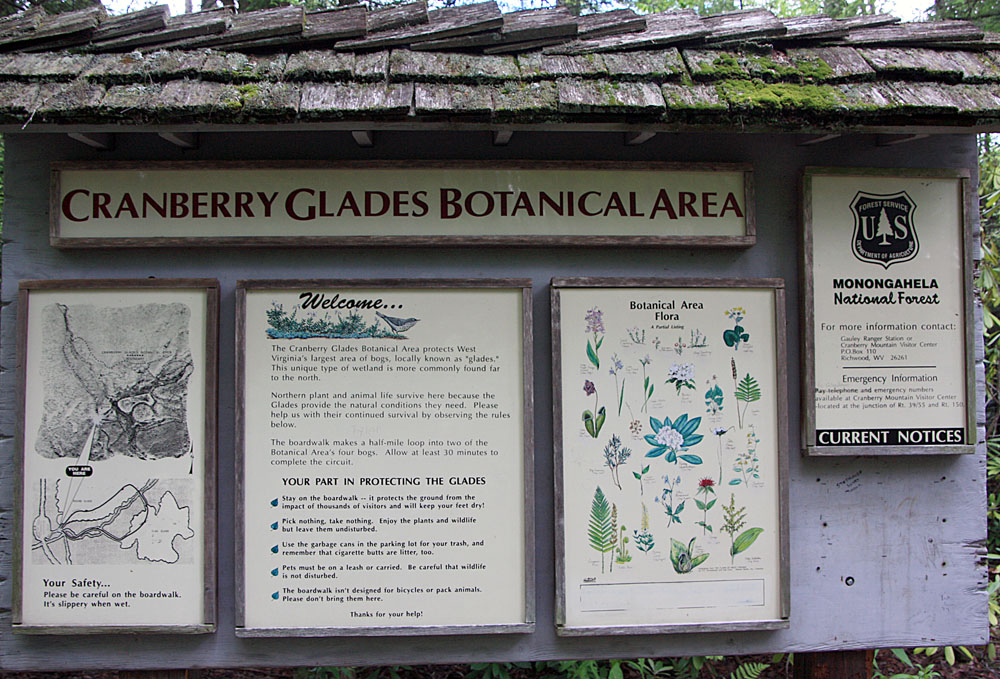 CRANBERRY GLADES BOTANICAL AREA
YOU ARE
HERE
Your Safety...
Please be careful on the boardwalk.
It's slippery when wet.
Welcome...
The Cranberry Glades Botanical Area protects West
Virginia's largest area of bogs, locally known as "glades."
This unique type of wetland is more commonly found far
to the north.
Northern plant and animal life survive here because the
Glades provide the natural conditions they need. Please
help us with their continued survival by observing the rules
below.
The boardwalk makes a half-mile loop into two of the
Botanical Area's four bogs. Allow at least 30 minutes to
complete the circuit.
YOUR PART IN PROTECTING THE GLADES
Stay on the boardwalk -- it protects the ground from the
impact of thousands of visitors and will keep your feet dry!
Pick nothing, take nothing. Enjoy the plants and wildlife
but leave them undisturbed.
Use the garbage cans in the parking lot for your trash, and
remember that cigarette butts are litter, too.
Pets must be on a leash or carried. Be careful that wildlife
is not disturbed.
The boardwalk isn't designed for bicycles or pack animals.
Please don't bring them here.
Thanks for your help!
Botanical Area
Flora
A Partial Listing
FOREST SERVICE
US
DEPARTMENT OF AGRICULTURE
MONONGAHELA
National Forest
For more information contact:
Gauley Ranger Station or
Cranberry Mountain Visitor Center
P.O.Box 110
Richwood, WV 26261
Emergency Information
Pay telephone and emergency numbers
available at Cranberry Mountain Visitor Center
located at the junction of Rt. 39/55 and Rt. 150.
CURRENT NOTICES